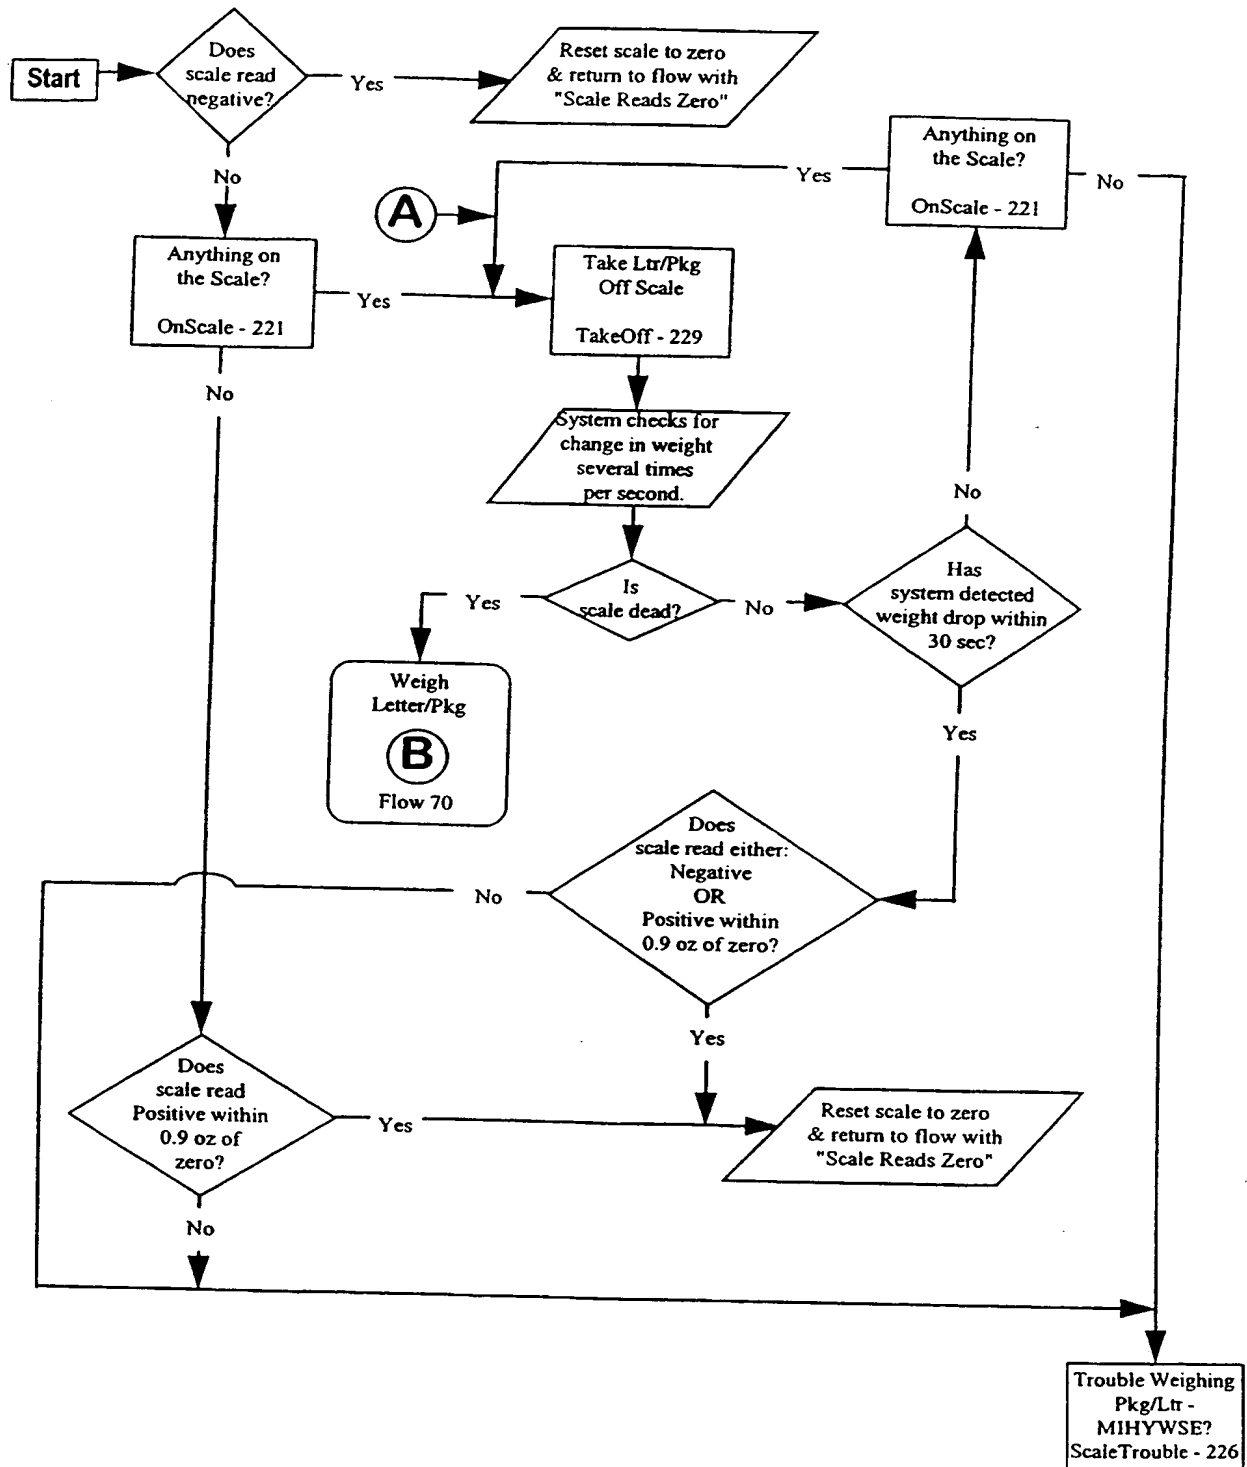 Start
Does
scale read
negative?
Yes
Reset scale to zero
& return to flow with
"Scale Reads Zero"
No
Anything on
the Scale?
OnScale - 221
Yes
No
A
Anything on
the Scale?
OnScale - 221
Yes
No
Take Ltr/Pkg
Off Scale
TakeOff - 229
No
System checks for
change in weight
several times
per second.
No
Is
scale dead?
Yes
No
Has
system detected
weight drop within
30 sec?
Yes
Weigh
Letter/Pkg
B
Flow 70
Does
scale read either:
Negative
OR
Positive within
0.9 oz of zero?
No
Yes
Does
scale read
Positive within
0.9 oz of
zero?
Yes
Reset scale to zero
& return to flow with
"Scale Reads Zero"
No
Trouble Weighing
Pkg/Ltr -
MIHYWSE?
ScaleTrouble - 226